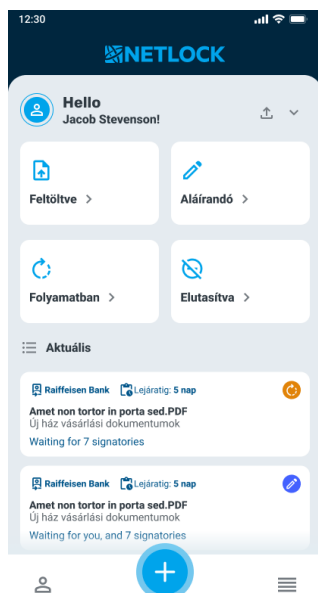 12:30
NETLOCK
Hello
Jacob Stevenson!
Feltöltve
Aláírandó
Folyamatban
Elutasítva
Aktuális
Raiffeisen Bank Lejáratig: 5 nap
Amet non tortor in porta sed.PDF
Új ház vásárlási dokumentumok
Waiting for 7 signatories
Raiffeisen Bank Lejáratig: 5 nap
Amet non tortor in porta sed.PDF
Új ház vásárlási dokumentumok
Waiting for you, and 7 signatories